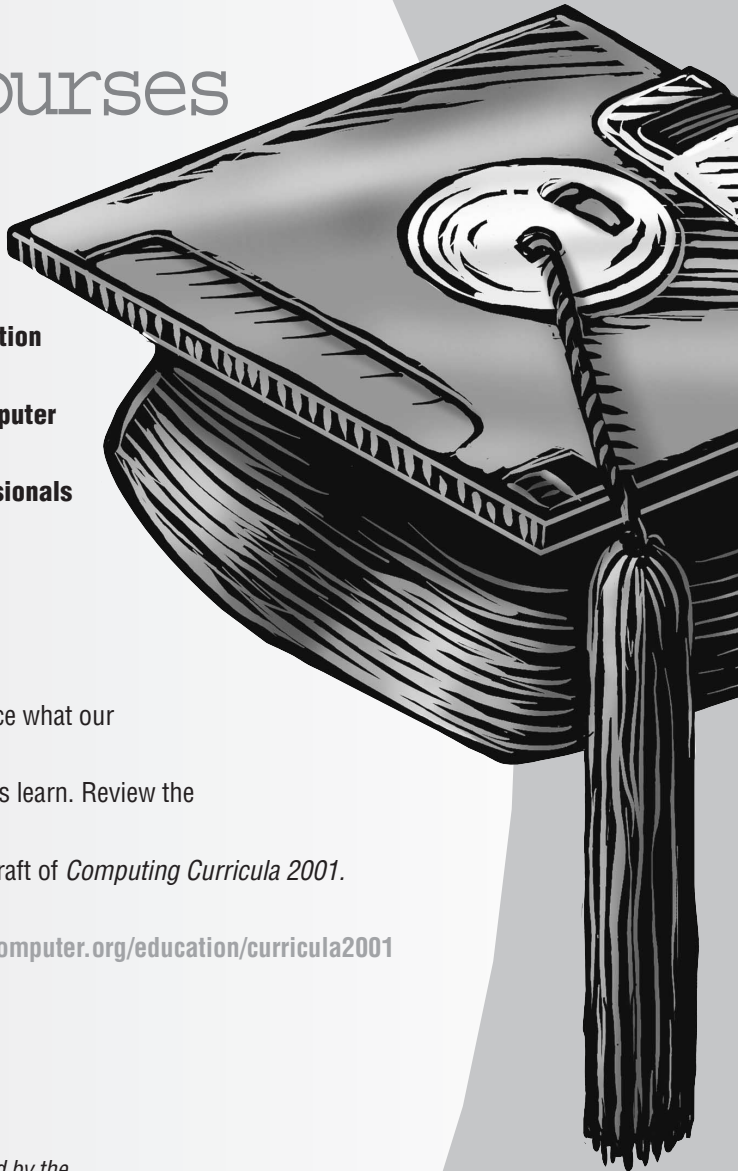 ourses
tion
puter
sionals
ce what our
s learn. Review the
raft of Computing Curricula 2001.
omputer.org/education/curricula2001
d by the